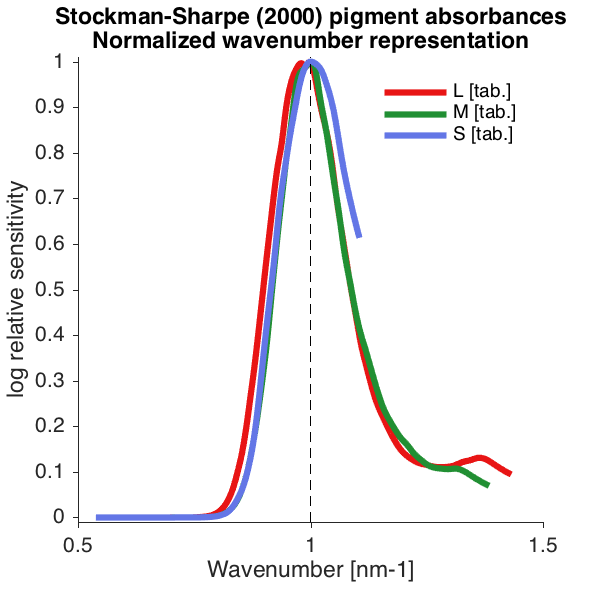 Stockman-Sharpe (2000) pigment absorbances
Normalized wavenumber representation
L [tab.]
M [tab.]
S [tab.]
log relative sensitivity
1
0.9
0.8
0.7
0.6
0.5
0.4
0.3
0.2
0.1
0
0.5
1
1.5
Wavenumber [nm-1]